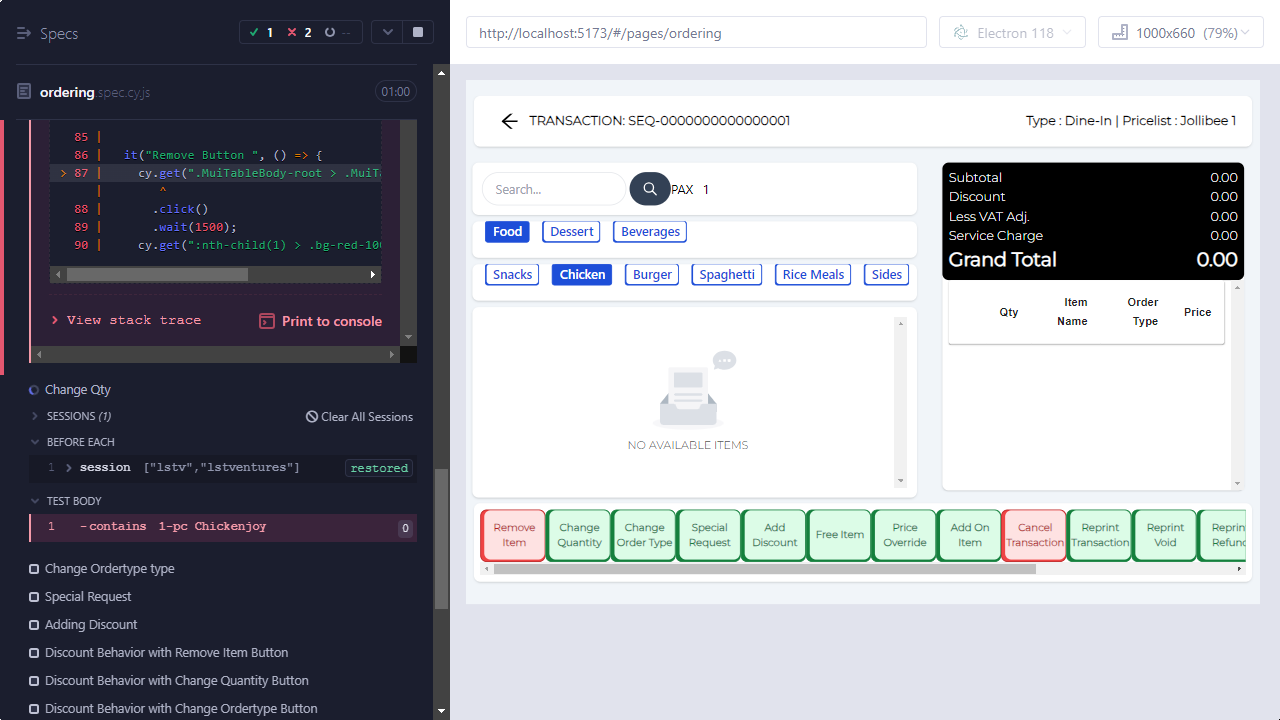 Specs
1
2
--
ordering.spec.cy.js
01:00
85 |
86 | it("Remove Button ", () => {
> 87 | cy.get(".MuiTableBody-root > .MuiTa
| ^
88 | .click()
89 | .wait(1500);
90 | cy.get(":nth-child(1) > .bg-red-100
View stack trace
Print to console
Change Qty
SESSIONS (1)
Clear All Sessions
BEFORE EACH
1 session ["lstv","lstventures"] restored
TEST BODY
1 -contains 1-pc Chickenjoy 0
Change Ordertype type
Special Request
Adding Discount
Discount Behavior with Remove Item Button
Discount Behavior with Change Quantity Button
Discount Behavior with Change Ordertype Button
http://localhost:5173/#/pages/ordering
Electron 118
1000x660 (79%)
TRANSACTION: SEQ-0000000000000001
Type : Dine-In | Pricelist : Jollibee 1
Search...
PAX 1
Food
Dessert
Beverages
Snacks
Chicken
Burger
Spaghetti
Rice Meals
Sides
NO AVAILABLE ITEMS
Subtotal 0.00
Discount 0.00
Less VAT Adj. 0.00
Service Charge 0.00
Grand Total 0.00
Qty
Item
Name
Order
Type
Price
Remove
Item
Change
Quantity
Change
Order Type
Special
Request
Add
Discount
Free Item
Price
Override
Add On
Item
Cancel
Transaction
Reprint
Transaction
Reprint
Void
Reprin
Refund